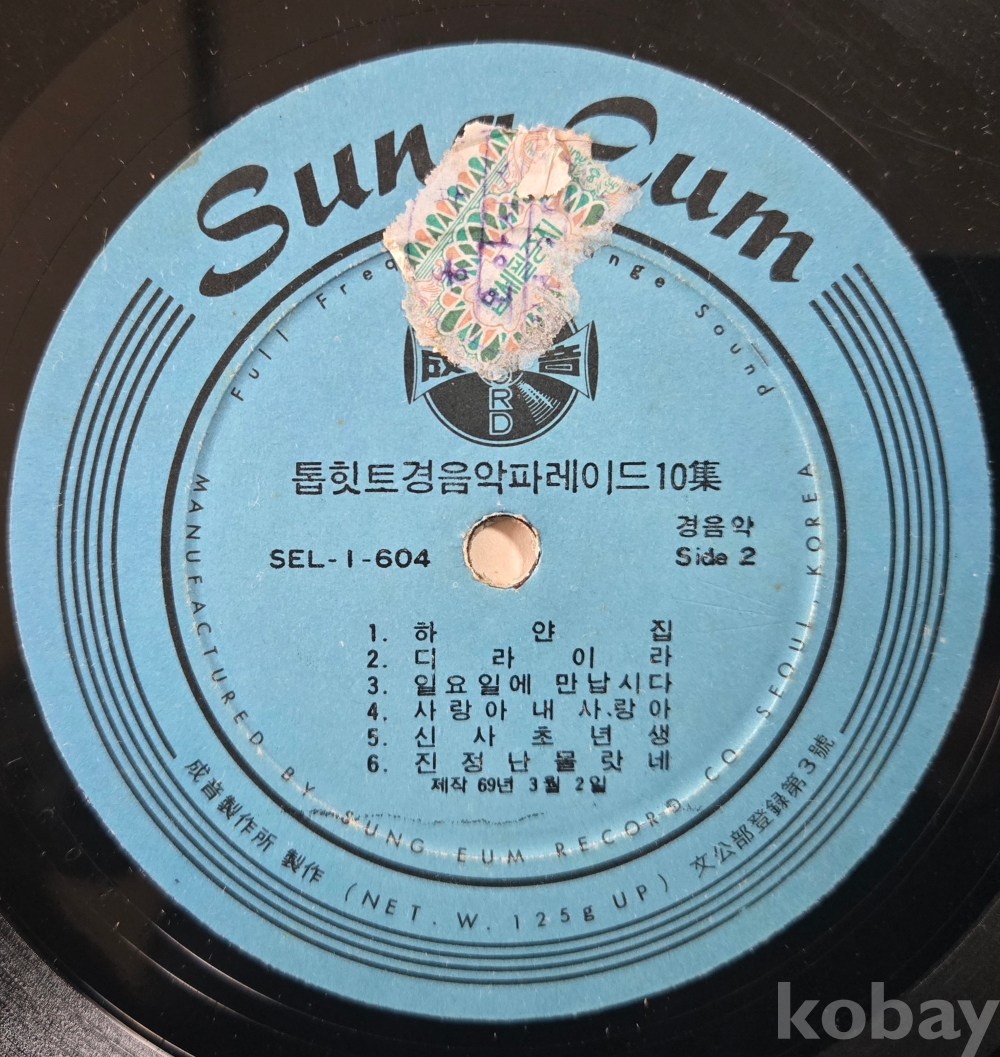 Sung Eum
Full
Sound
音
ORD
톱힛트경음악파레이드10集
경음악
SEL-1-604
Side 2
1. 하얀집
2. 디라이라
3. 일요일에 만납시다
4. 사랑아 내 사랑아
5. 신사초년생
6. 진정난몰랏네
제작 69년 3월 2일
MANUFACTURED BY SUNG EUM RECORD CO. SEOUL, KOREA
成音製作所 製作 (NET. W. 125g UP) 文公部登録第3號
kobay